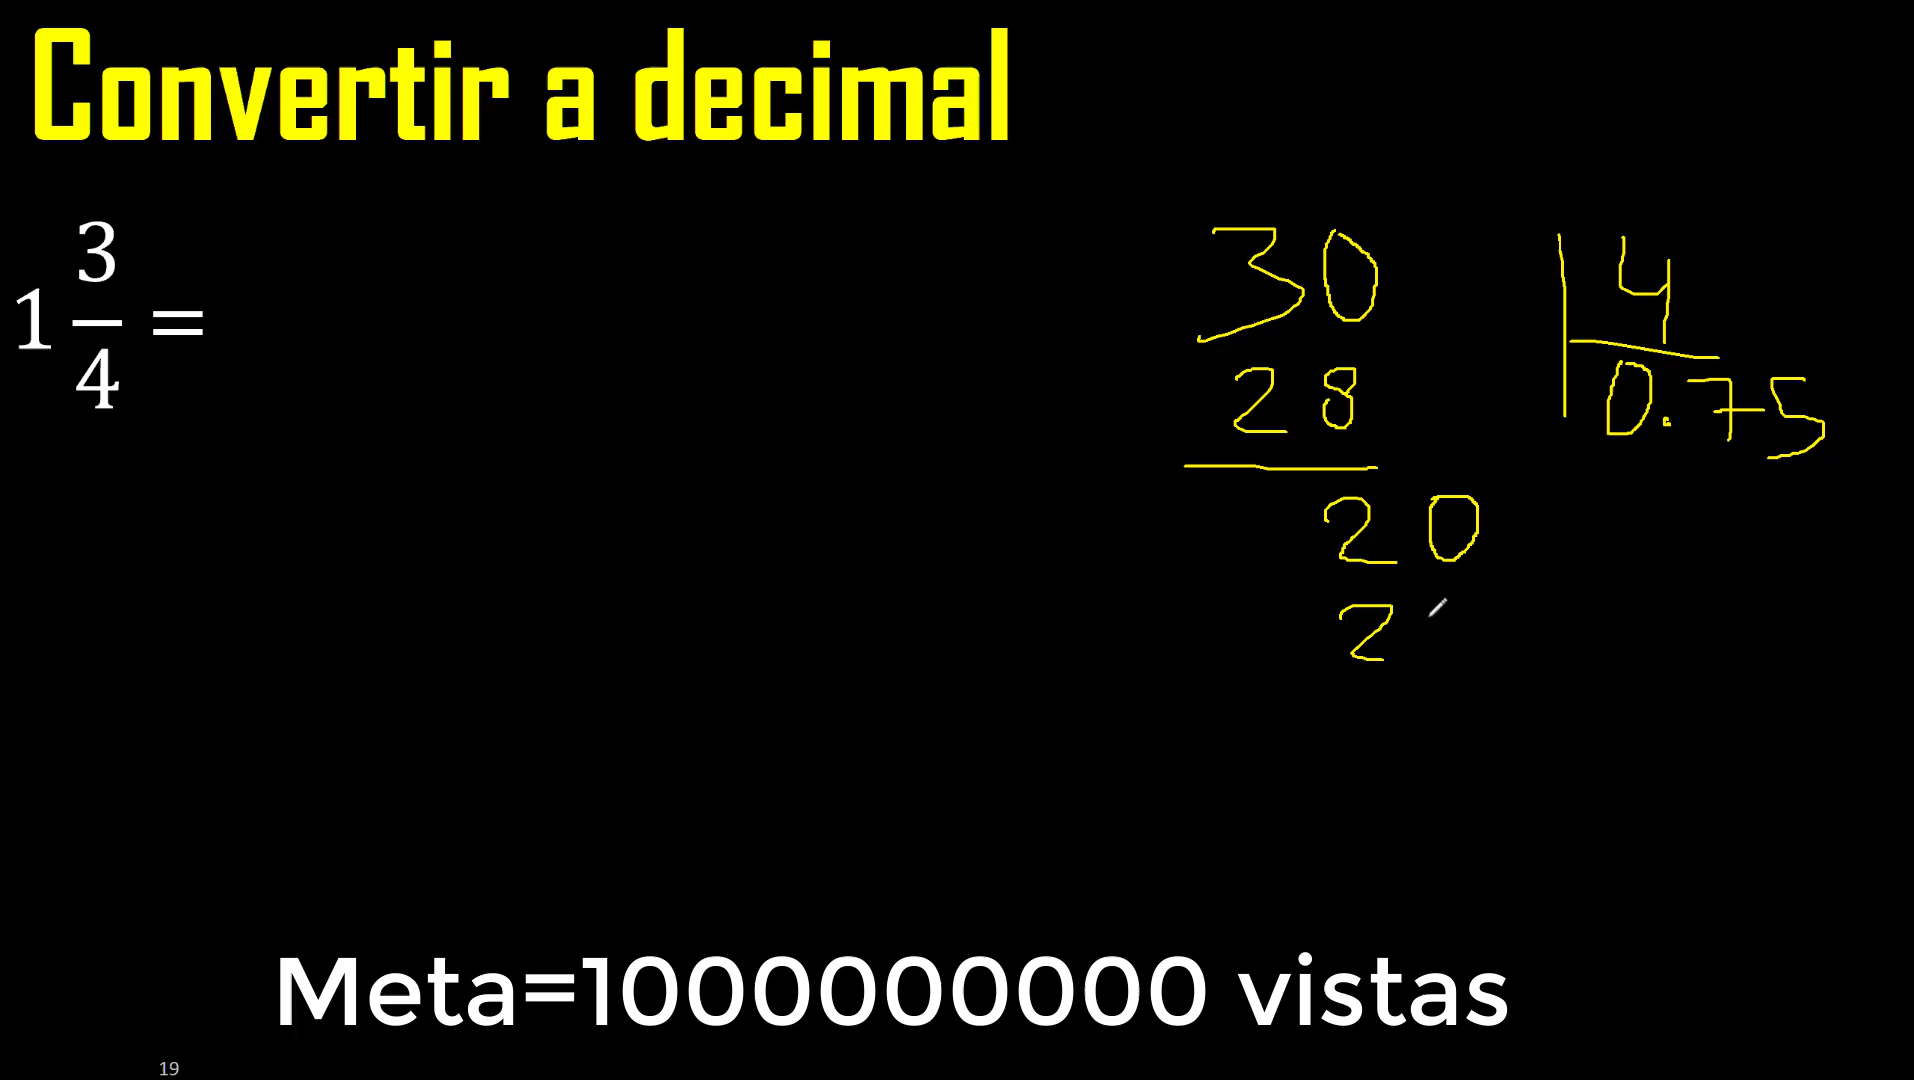 Convertir a decimal
1 3/4 =
30 4
28 0.75
20
2
Meta=1000000000 vistas
19